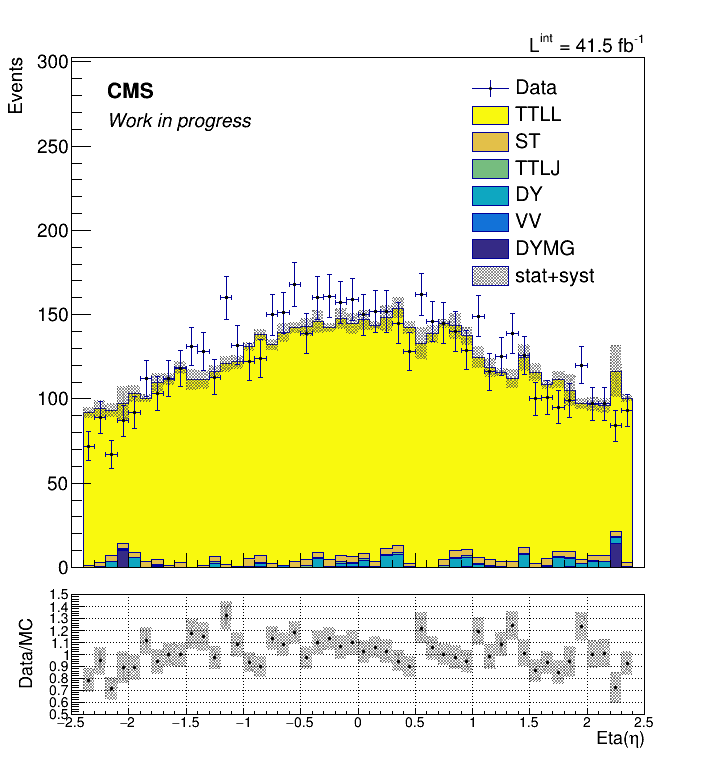 L^int = 41.5 fb^-1
Events
300
250
200
150
100
50
0
CMS
Work in progress
Data
TTLL
ST
TTLJ
DY
VV
DYMG
stat+syst
Data/MC
1.5
1.4
1.3
1.2
1.1
1
0.9
0.8
0.7
0.6
0.5
−2.5 −2 −1.5 −1 −0.5 0 0.5 1 1.5 2 2.5
Eta(η)